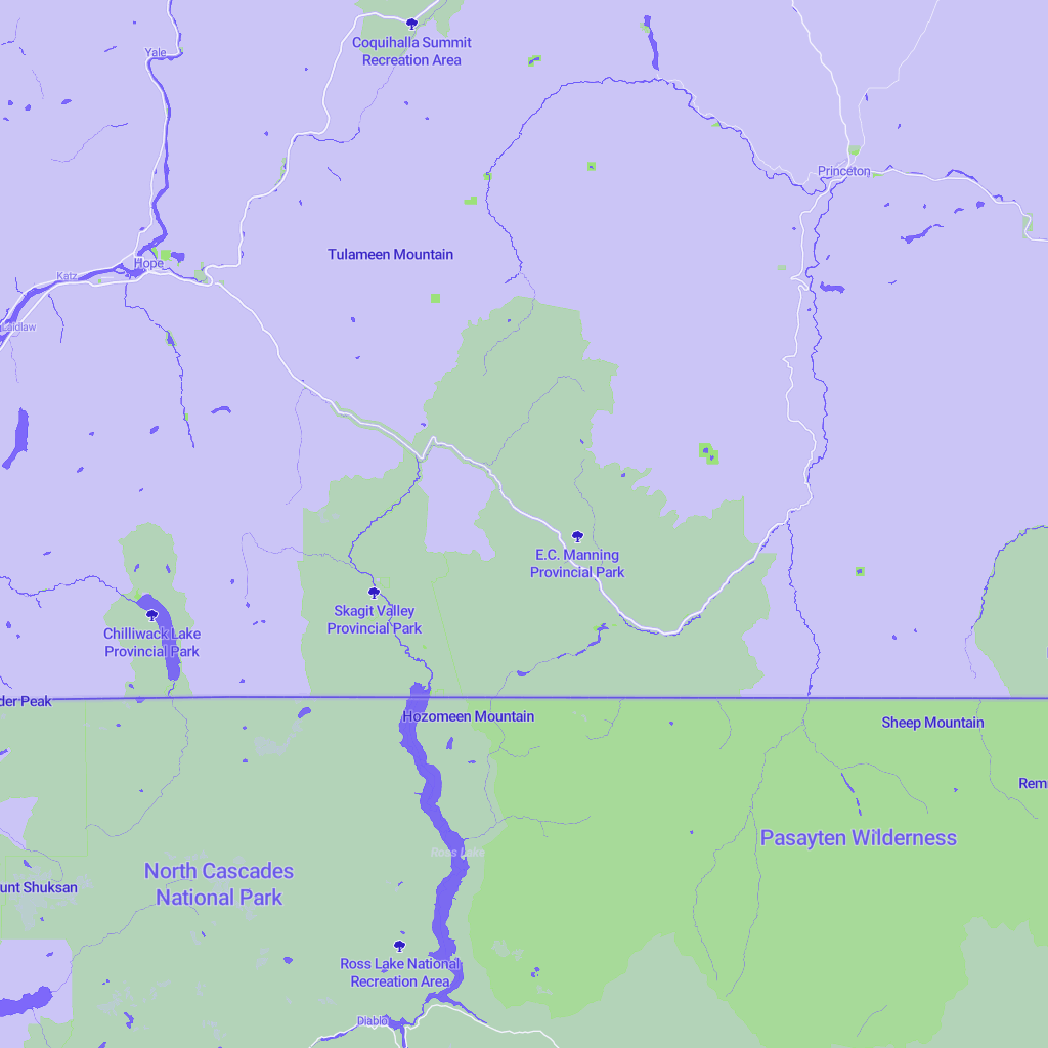 Coquihalla Summit
Recreation Area
Yale
Princeton
Tulameen Mountain
Hope
Katz
Laidlaw
E.C. Manning
Provincial Park
Skagit Valley
Provincial Park
Chilliwack Lake
Provincial Park
der Peak
Hozomeen Mountain
Sheep Mountain
Rem
Pasayten Wilderness
Ross Lake
North Cascades
National Park
unt Shuksan
Ross Lake National
Recreation Area
Diablo